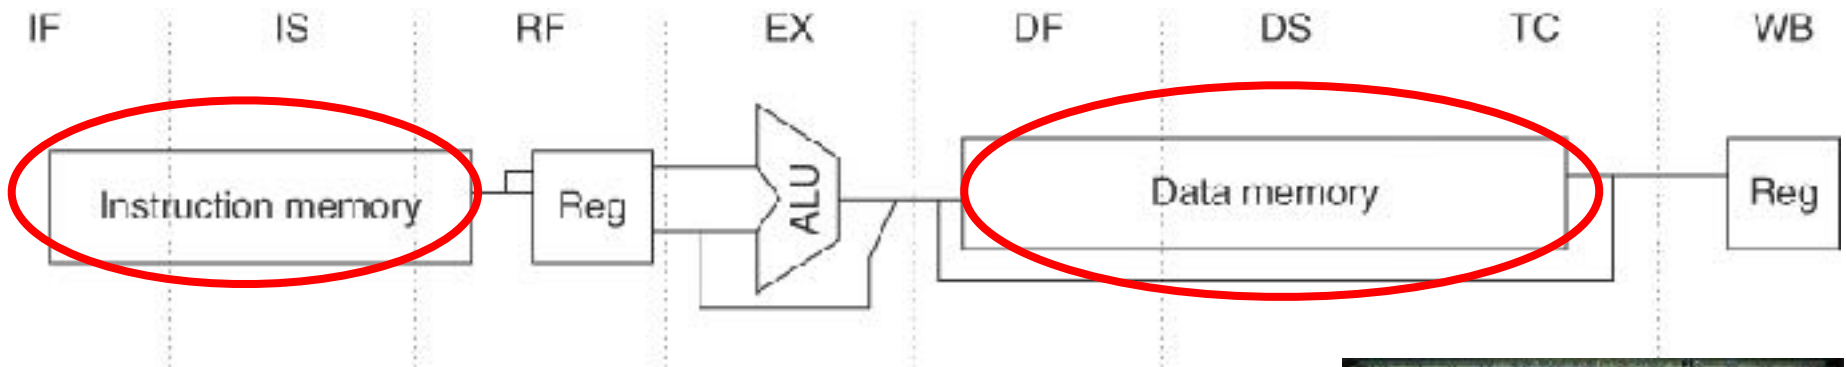 IF IS RF EX DF DS TC WB
Instruction memory Reg ALU Data memory Reg